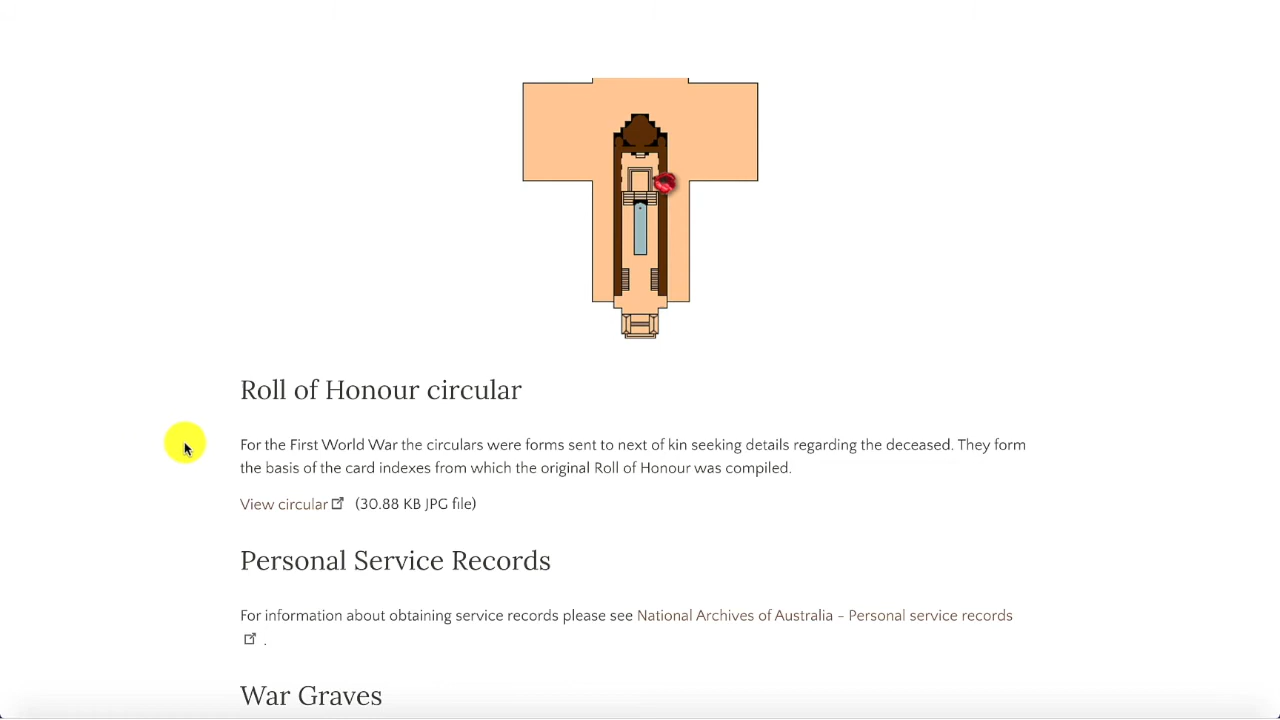 Roll of Honour circular
For the First World War the circulars were forms sent to next of kin seeking details regarding the deceased. They form
the basis of the card indexes from which the original Roll of Honour was compiled.
View circular (30.88 KB JPG file)
Personal Service Records
For information about obtaining service records please see National Archives of Australia - Personal service records
.
War Graves